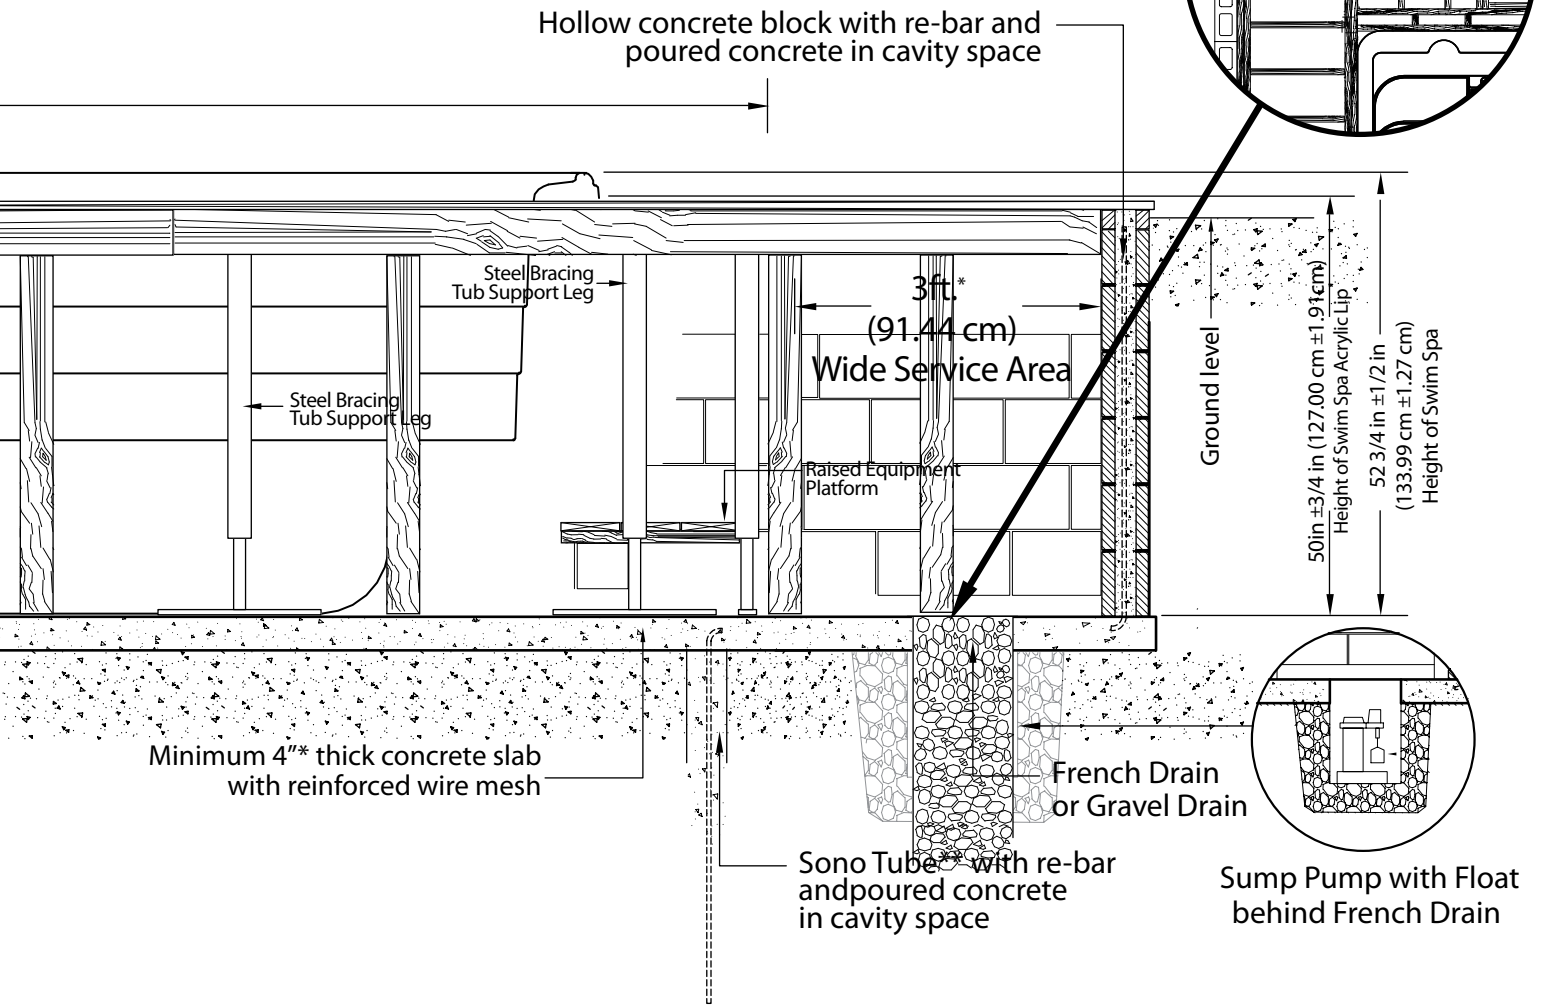 Hollow concrete block with re-bar and
poured concrete in cavity space
Steel Bracing
Tub Support Leg
3ft.*
(91.44 cm)
Wide Service Area
Steel Bracing
Tub Support Leg
Raised Equipment
Platform
Ground level
50in ±3/4 in (127.00 cm ±1.91cm)
Height of Swim Spa Acrylic Lip
52 3/4 in ±1/2 in
(133.99 cm ±1.27 cm)
Height of Swim Spa
Minimum 4"* thick concrete slab
with reinforced wire mesh
French Drain
or Gravel Drain
Sono Tube** with re-bar
andpoured concrete
in cavity space
Sump Pump with Float
behind French Drain